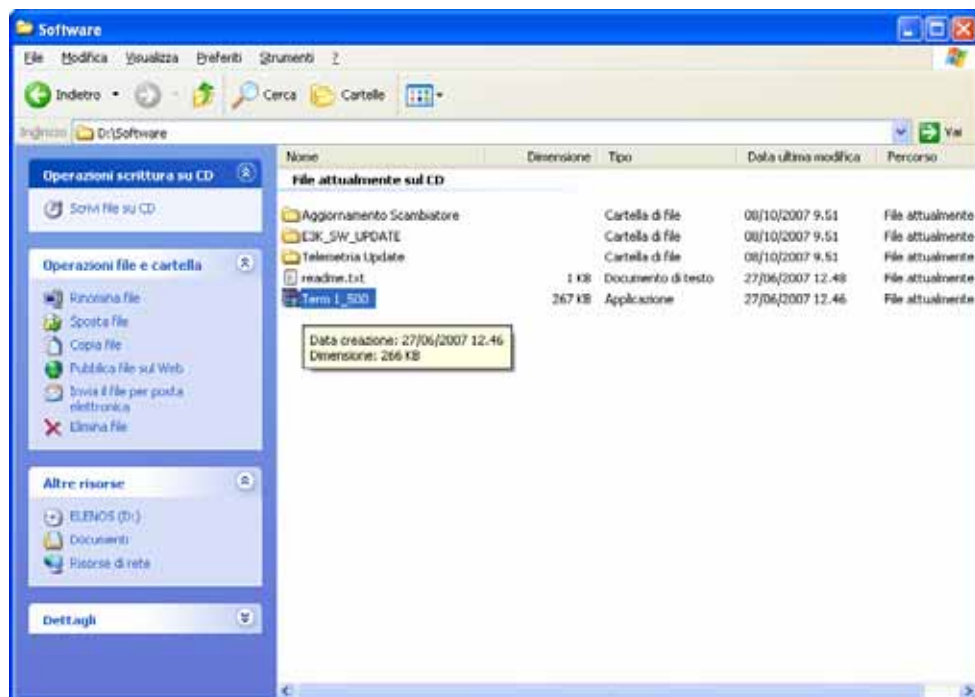 Software
File Modifica Visualizza Preferiti Strumenti ?
Indietro Cerca Cartelle
Indirizzo D:\Software Vai
Operazioni scrittura su CD
Scrivi file su CD
Operazioni file e cartella
Rinomina file
Sposta file
Copia file
Pubblica file sul Web
Invia il file per posta
elettronica
Elimina file
Altre risorse
ELENOS (D:)
Documenti
Risorse di rete
Dettagli
Nome Dimensione Tipo Data ultima modifica Percorso
File attualmente sul CD
Aggiornamento Scambiatore Cartella di file 08/10/2007 9.51 File attualmente
E3K_SW_UPDATE Cartella di file 08/10/2007 9.51 File attualmente
Telemetria Update Cartella di file 08/10/2007 9.51 File attualmente
readme.txt 1 KB Documento di testo 27/06/2007 12.48 File attualmente
Term 1_500 267 KB Applicazione 27/06/2007 12.46 File attualmente
Data creazione: 27/06/2007 12.46
Dimensione: 266 KB